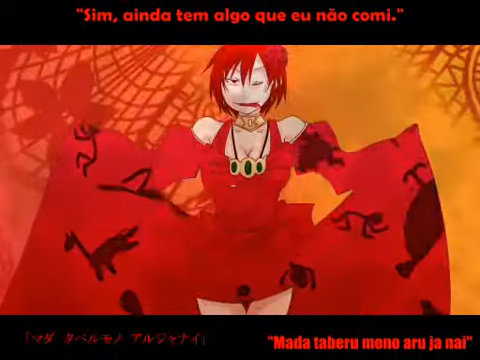 "Sim, ainda tem algo que eu não comi."
「マダ タベルモノ アルジャナイ」
"Mada taberu mono aru ja nai"